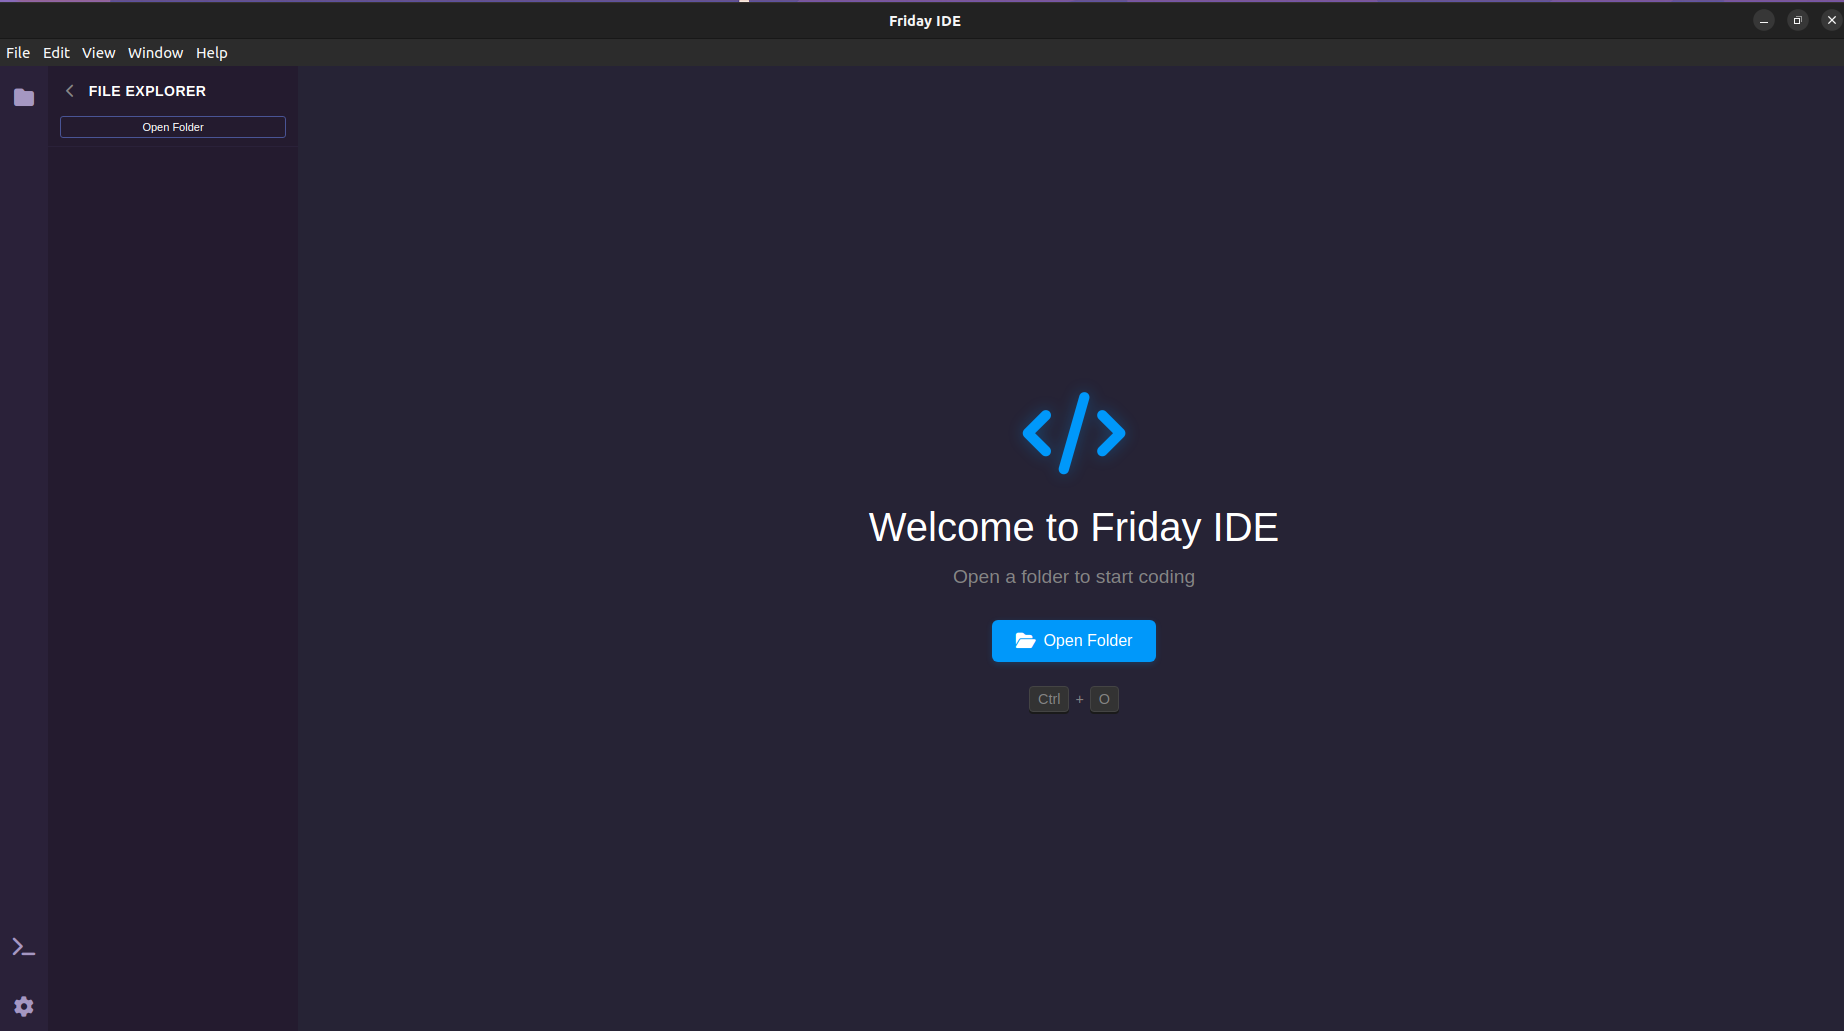 Friday IDE
File Edit View Window Help
FILE EXPLORER
Open Folder
Welcome to Friday IDE
Open a folder to start coding
Open Folder
Ctrl + O